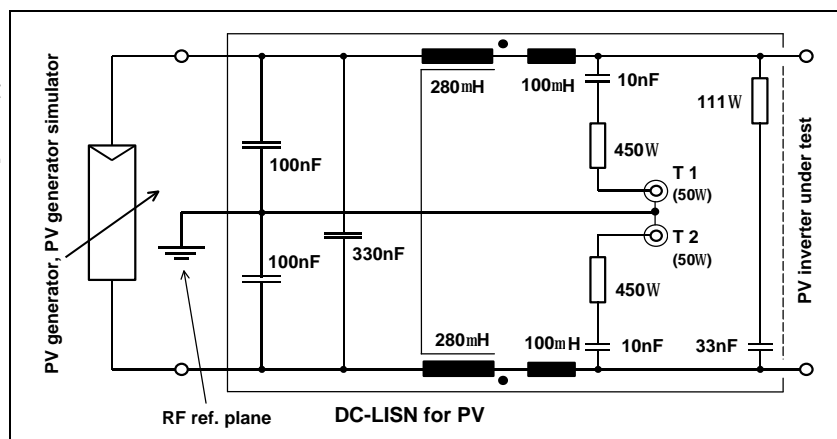 PV generator, PV generator simulator
280mH
100mH
10nF
111W
100nF
450W
T 1
(50W)
T 2
(50W)
100nF
330nF
450W
280mH
100mH
10nF
33nF
RF ref. plane
DC-LISN for PV
PV inverter under test